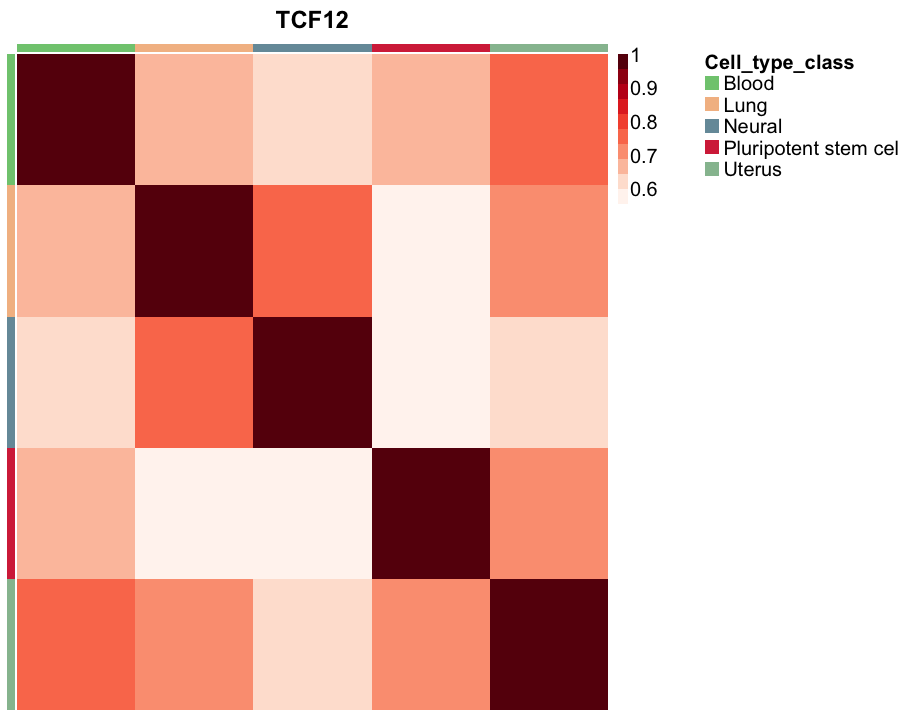 TCF12
1
0.9
0.8
0.7
0.6
Cell_type_class
Blood
Lung
Neural
Pluripotent stem cel
Uterus